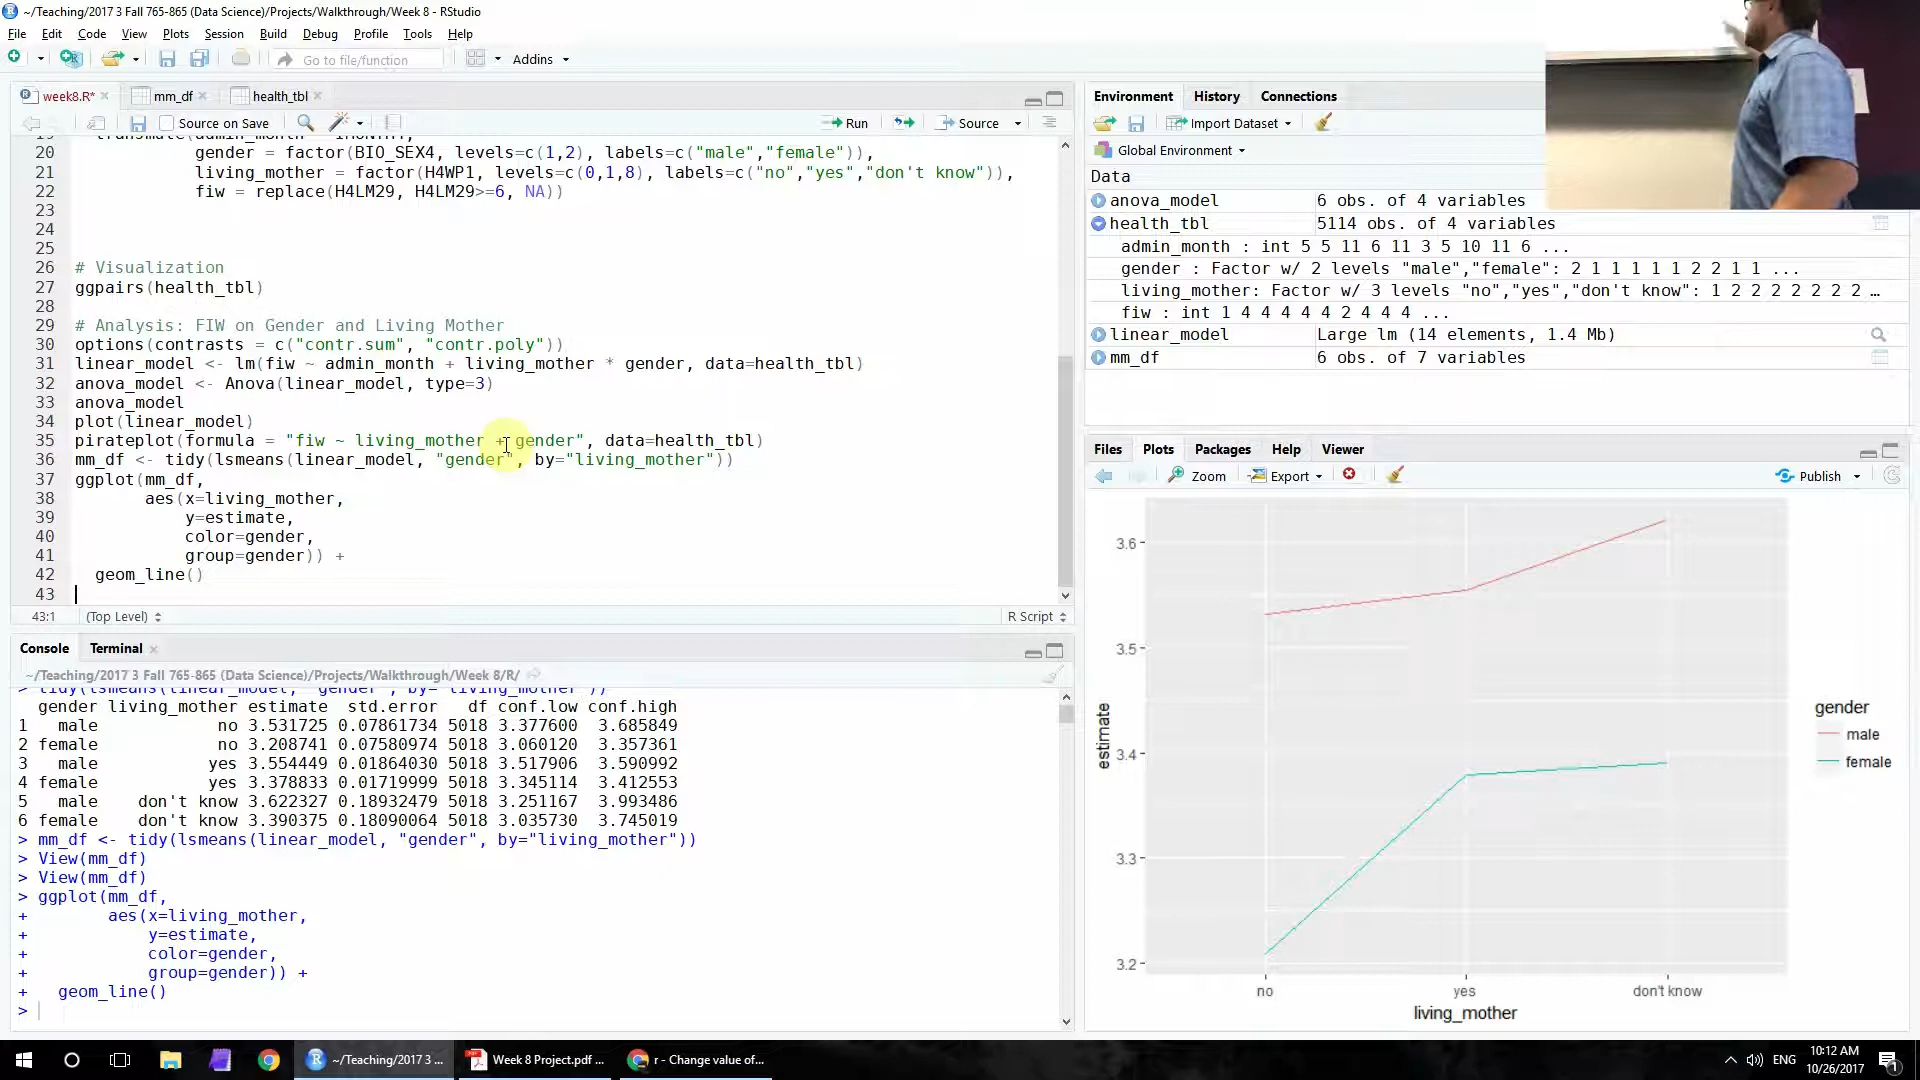 ~/Teaching/2017 3 Fall 765-865 (Data Science)/Projects/Walkthrough/Week 8 - RStudio
File Edit Code View Plots Session Build Debug Profile Tools Help
Go to file/function Addins
week8.R* mm_df health_tbl
Source on Save Run Source
20 gender = factor(BIO_SEX4, levels=c(1,2), labels=c("male","female")),
21 living_mother = factor(H4WP1, levels=c(0,1,8), labels=c("no","yes","don't know")),
22 fiw = replace(H4LM29, H4LM29>=6, NA))
23
24
25
26 # Visualization
27 ggpairs(health_tbl)
28
29 # Analysis: FIW on Gender and Living Mother
30 options(contrasts = c("contr.sum", "contr.poly"))
31 linear_model <- lm(fiw ~ admin_month + living_mother * gender, data=health_tbl)
32 anova_model <- Anova(linear_model, type=3)
33 anova_model
34 plot(linear_model)
35 pirateplot(formula = "fiw ~ living_mother + gender", data=health_tbl)
36 mm_df <- tidy(lsmeans(linear_model, "gender", by="living_mother"))
37 ggplot(mm_df,
38 aes(x=living_mother,
39 y=estimate,
40 color=gender,
41 group=gender)) +
42 geom_line()
43
43:1 (Top Level) R Script
Console Terminal
~/Teaching/2017 3 Fall 765-865 (Data Science)/Projects/Walkthrough/Week 8/R/
> tidy(lsmeans(linear_model, "gender", by="living_mother"))
gender living_mother estimate std.error df conf.low conf.high
1 male no 3.531725 0.07861734 5018 3.377600 3.685849
2 female no 3.208741 0.07580974 5018 3.060120 3.357361
3 male yes 3.554449 0.01864030 5018 3.517906 3.590992
4 female yes 3.378833 0.01719999 5018 3.345114 3.412553
5 male don't know 3.622327 0.18932479 5018 3.251167 3.993486
6 female don't know 3.390375 0.18090064 5018 3.035730 3.745019
> mm_df <- tidy(lsmeans(linear_model, "gender", by="living_mother"))
> View(mm_df)
> View(mm_df)
> ggplot(mm_df,
+ aes(x=living_mother,
+ y=estimate,
+ color=gender,
+ group=gender)) +
+ geom_line()
>
Environment History Connections
Import Dataset
Global Environment
Data
anova_model 6 obs. of 4 variables
health_tbl 5114 obs. of 4 variables
admin_month : int 5 5 11 6 11 3 5 10 11 6 ...
gender : Factor w/ 2 levels "male","female": 2 1 1 1 1 1 2 2 1 1 ...
living_mother: Factor w/ 3 levels "no","yes","don't know": 1 2 2 2 2 2 2 2 …
fiw : int 1 4 4 4 4 4 2 4 4 4 ...
linear_model Large lm (14 elements, 1.4 Mb)
mm_df 6 obs. of 7 variables
Files Plots Packages Help Viewer
Zoom Export Publish
3.6
3.5
3.4
3.3
3.2
estimate
no yes don't know
living_mother
gender
male
female
~/Teaching/2017 3 ... Week 8 Project.pdf ... r - Change value of...
ENG
10:12 AM
10/26/2017
1